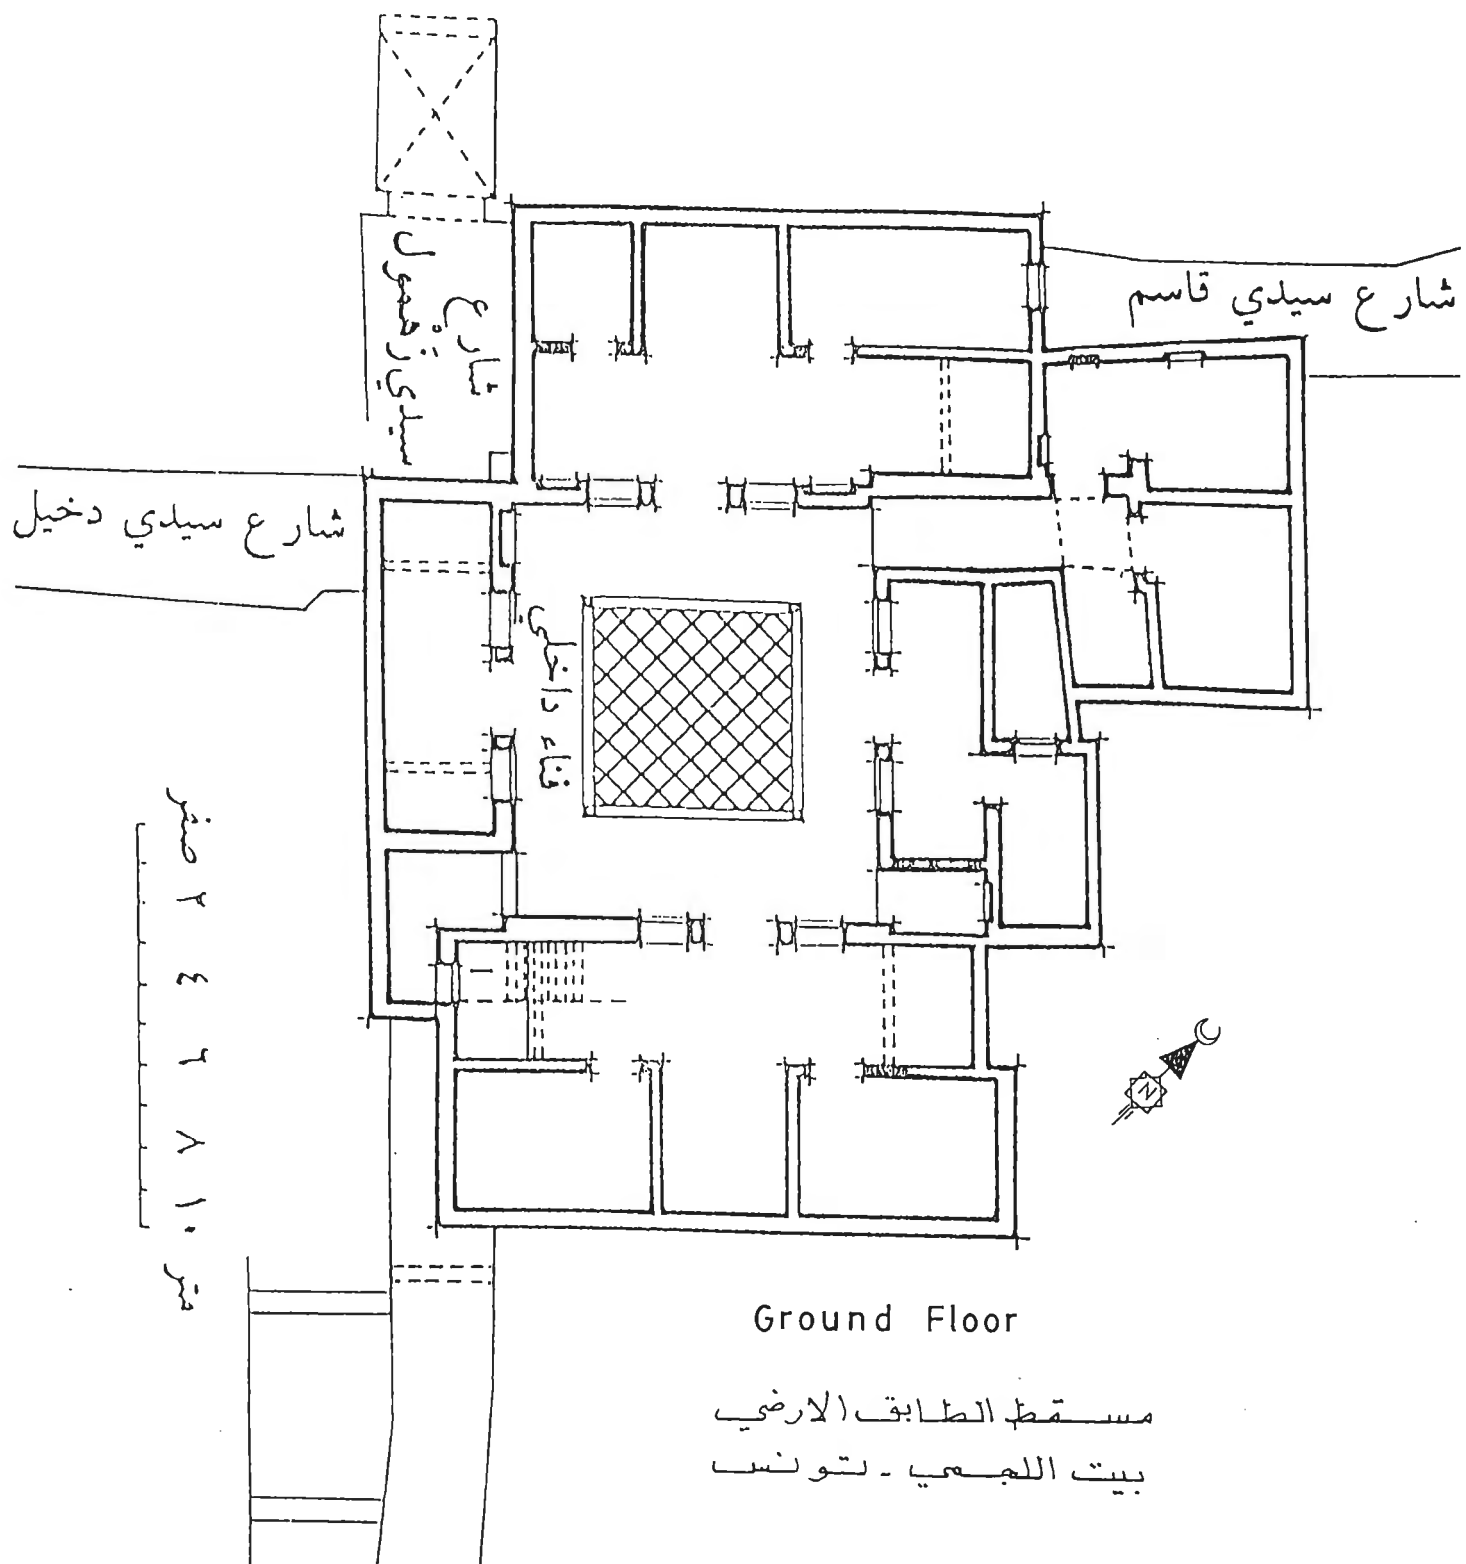 شارع سيدي قاسم
شارع
سيدي زحمول
شارع سيدي دخيل
فناء داخلي
صفر ٢ ٤ ٦ ٨ ١٠ متر
N
Ground Floor
مسقط الطابق الارضي
بيت اللجمي - تونس